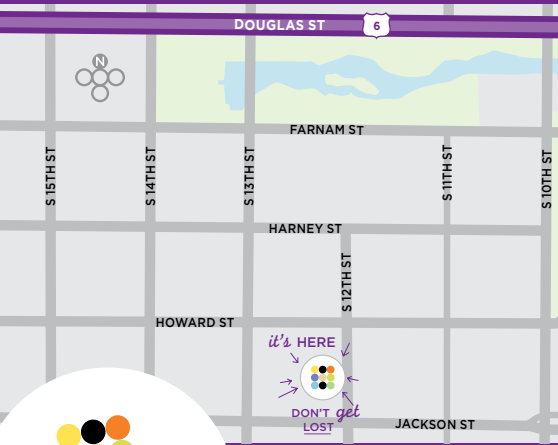 DOUGLAS ST
6
N
FARNAM ST
S 15TH ST
S 14TH ST
S 13TH ST
S 11TH ST
S 10TH ST
HARNEY ST
S 12TH ST
HOWARD ST
it's HERE
DON'T get
LOST
JACKSON ST